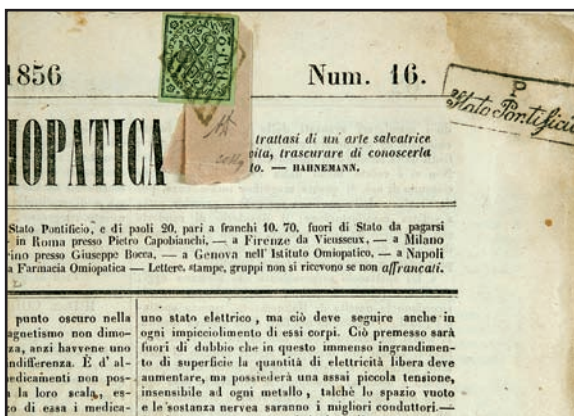 1856
Num. 16.
BAJ
P
Stato Pontificio
IOPATICA
trattasi di un' arte salvatrice
vita, trascurare di conoscerla
to. — HAHNEMANN.
Stato Pontificio, e di paoli 20, pari a franchi 10. 70, fuori di Stato da pagarsi
in Roma presso Pietro Capobianchi, — a Firenze da Vieusseux, — a Milano
rino presso Giuseppe Bocca, — a Genova nell' Istituto Omiopatico, — a Napoli
a Farmacia Omiopatica — Lettere, stampe, gruppi non si ricevono se non affrancati.
punto oscuro nella
agnetismo non dimo-
za, anzi havvene uno
ndifferenza. È d' al-
edicamenti non pos-
la loro scala, es-
o di essa i medica-
uno stato elettrico, ma ciò deve seguire anche in
ogni impicciolimento di essi corpi. Ciò premesso sarà
fuori di dubbio che in questo immenso ingrandimen-
to di superficie la quantità di elettricità libera deve
aumentare, ma possiederà una assai piccola tensione,
insensibile ad ogni metallo, talchè lo spazio vuoto
e le sostanza nervea saranno i migliori conduttori.—